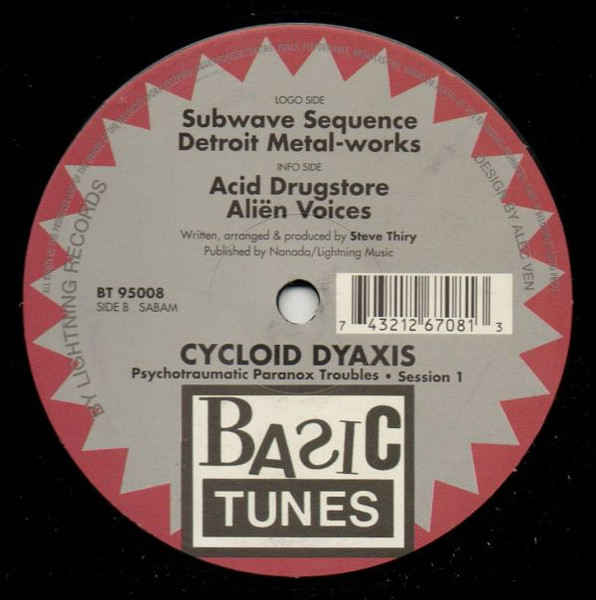 LOGO SIDE
Subwave Sequence
Detroit Metal-works
INFO SIDE
Acid Drugstore
Aliën Voices
Written, arranged & produced by Steve Thiry
Published by Nanada/Lightning Music
BT 95008
SIDE B SABAM
7 43212 67081 3
CYCLOID DYAXIS
Psychotraumatic Paranox Troubles • Session 1
BASIC
TUNES
BY LIGHTNING RECORDS
DESIGN BY ALEC VEN